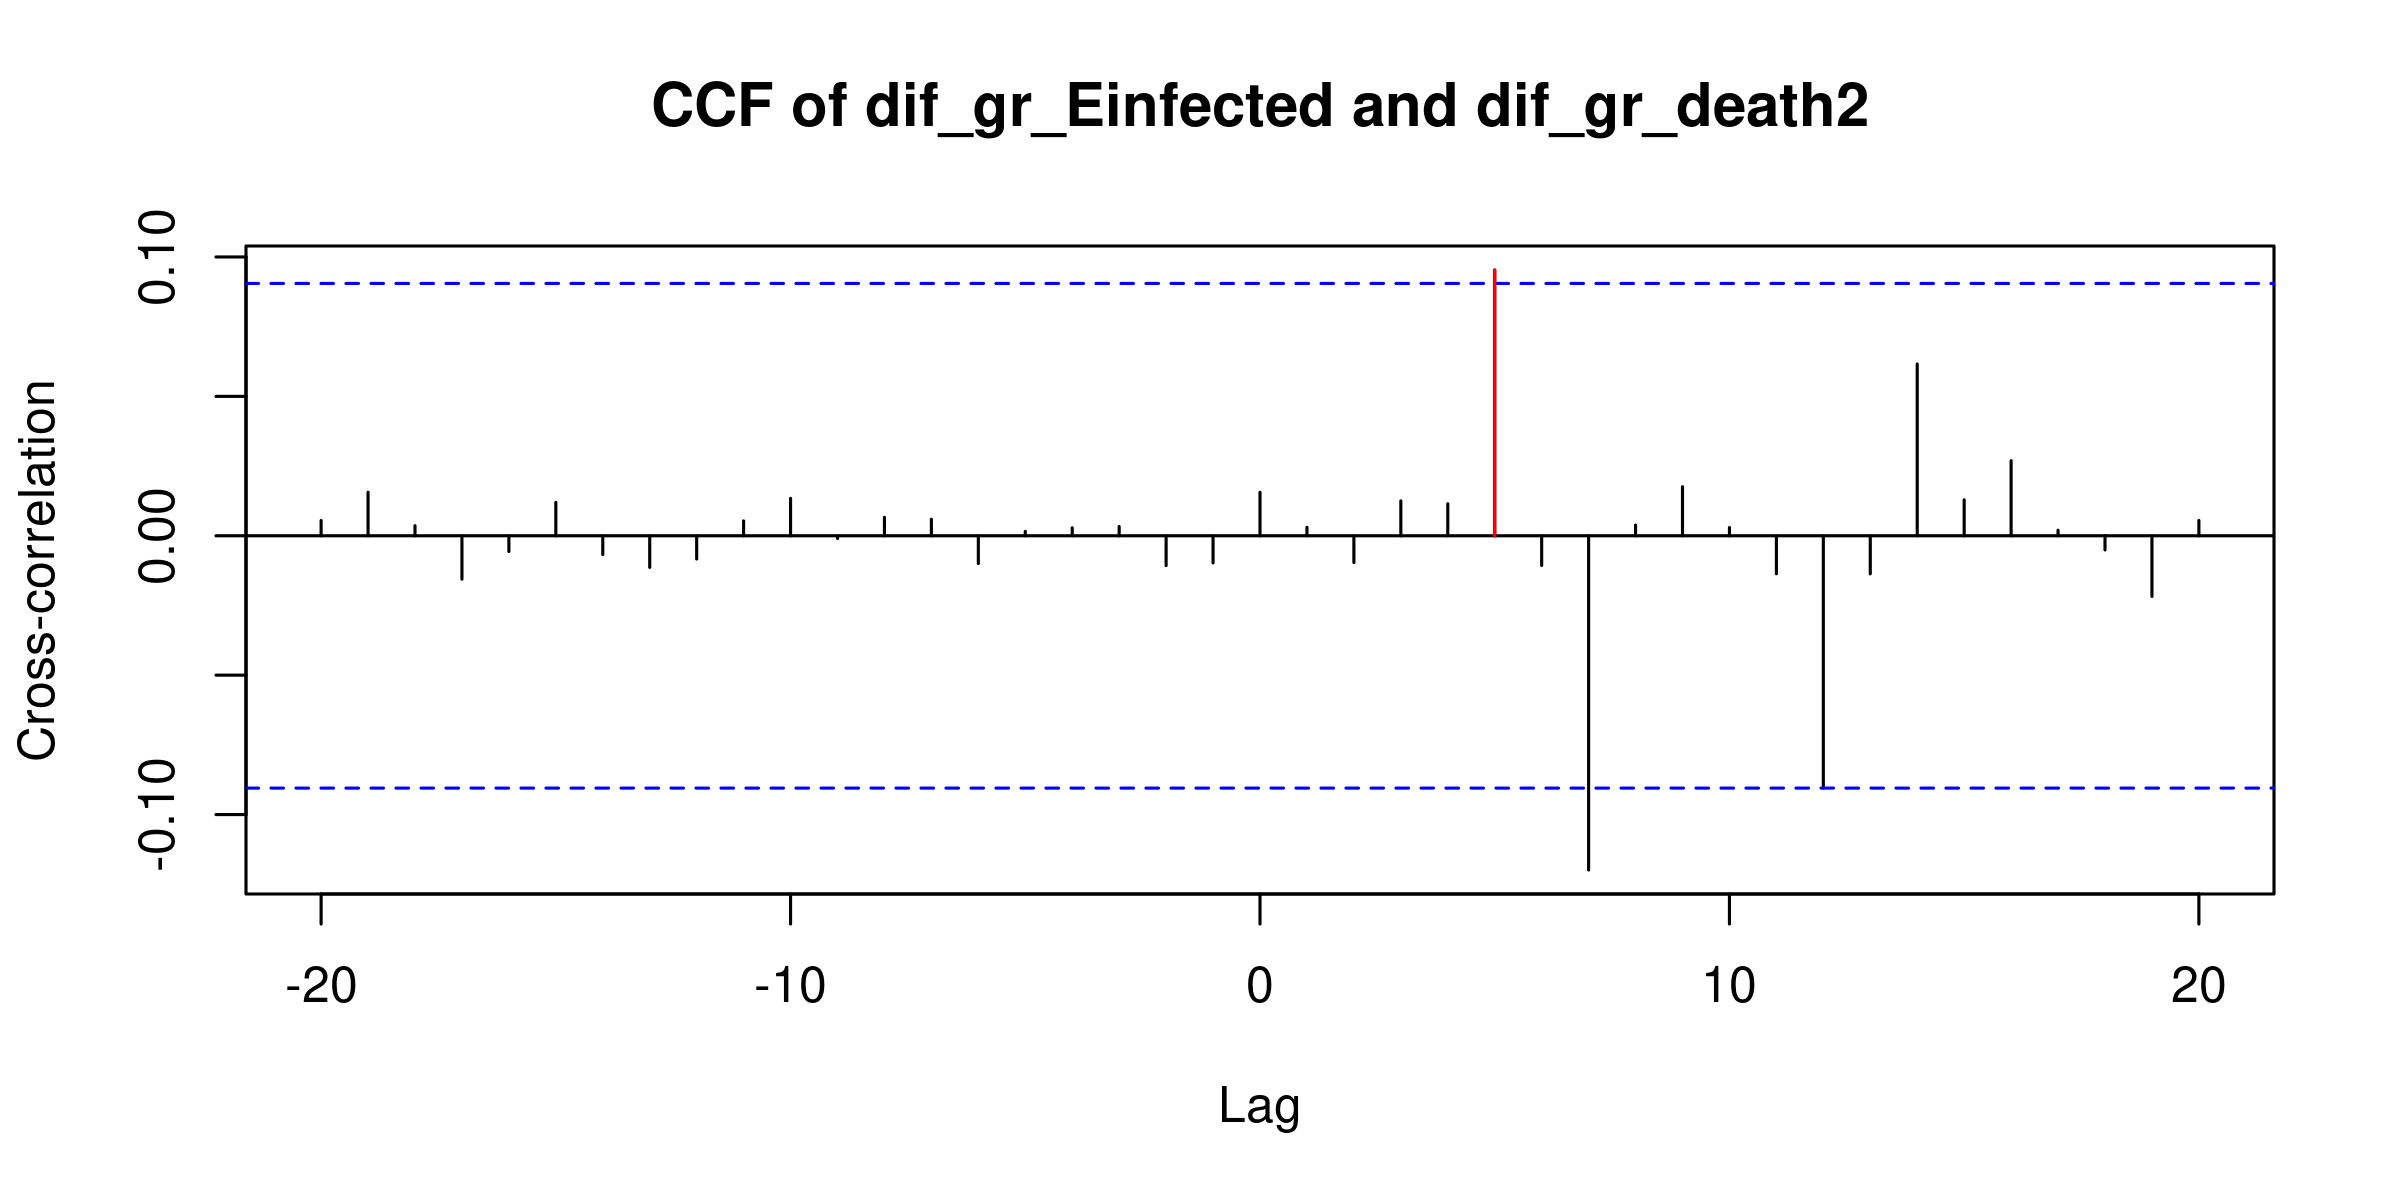 CCF of dif_gr_Einfected and dif_gr_death2
Cross-correlation
0.10
0.00
-0.10
-20 -10 0 10 20
Lag